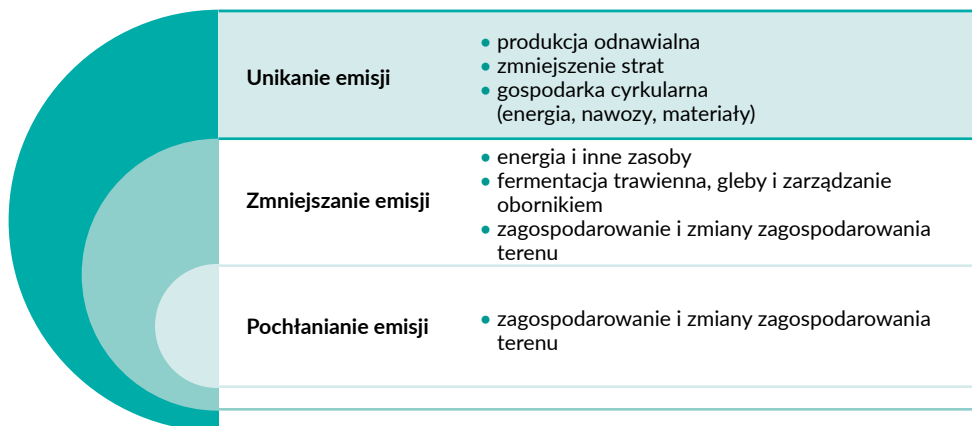 Unikanie emisji
• produkcja odnawialna
• zmniejszenie strat
• gospodarka cyrkularna
(energia, nawozy, materiały)
Zmniejszanie emisji
• energia i inne zasoby
• fermentacja trawienna, gleby i zarządzanie
obornikiem
• zagospodarowanie i zmiany zagospodarowania
terenu
Pochłanianie emisji
• zagospodarowanie i zmiany zagospodarowania
terenu